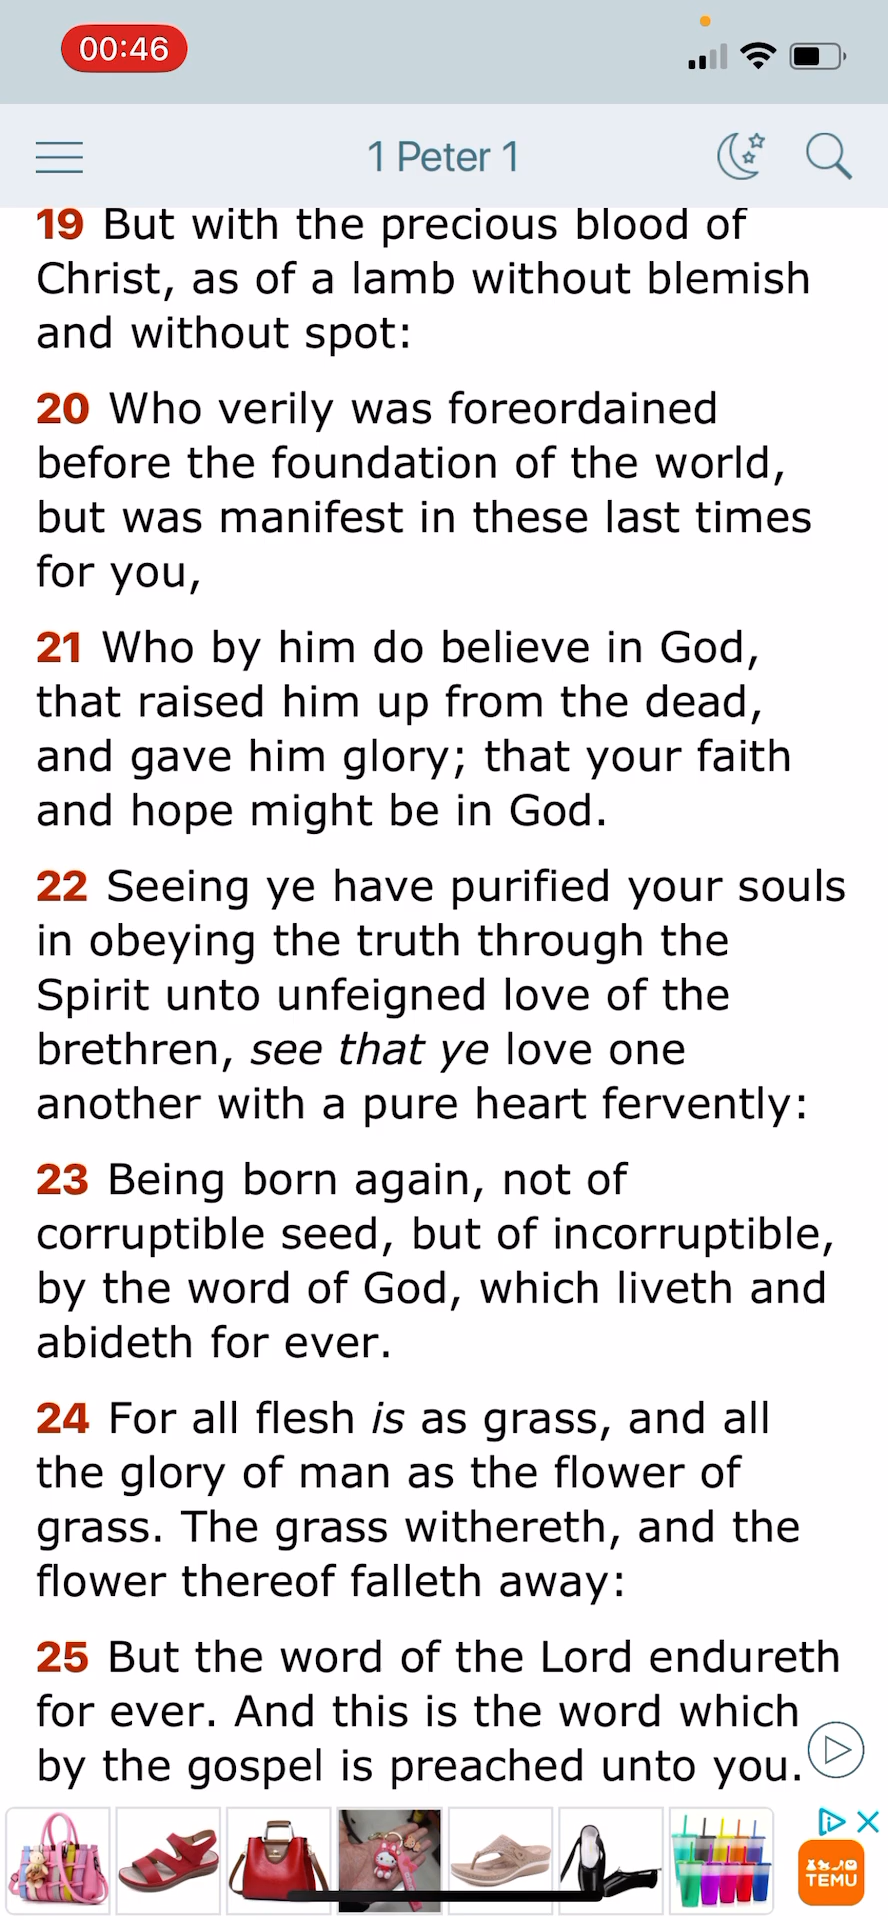 00:46
1 Peter 1
19 But with the precious blood of
Christ, as of a lamb without blemish
and without spot:
20 Who verily was foreordained
before the foundation of the world,
but was manifest in these last times
for you,
21 Who by him do believe in God,
that raised him up from the dead,
and gave him glory; that your faith
and hope might be in God.
22 Seeing ye have purified your souls
in obeying the truth through the
Spirit unto unfeigned love of the
brethren, see that ye love one
another with a pure heart fervently:
23 Being born again, not of
corruptible seed, but of incorruptible,
by the word of God, which liveth and
abideth for ever.
24 For all flesh is as grass, and all
the glory of man as the flower of
grass. The grass withereth, and the
flower thereof falleth away:
25 But the word of the Lord endureth
for ever. And this is the word which
by the gospel is preached unto you.
TEMU